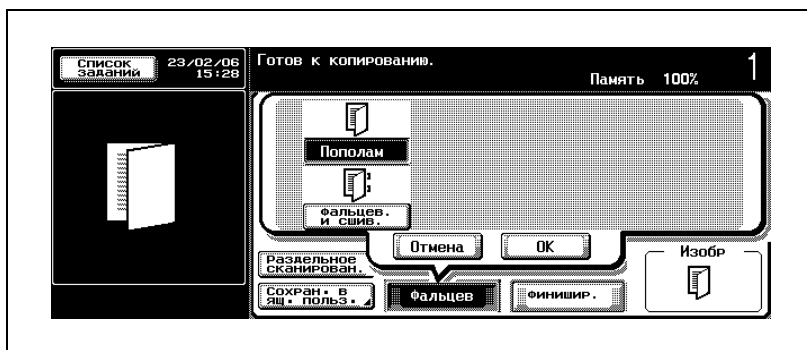 Список
заданий
23/02/06
15:28
Готов к копированию.
Память 100%
1
Пополам
Фальцев.
и сшив.
Отмена
OK
Раздельное
сканирован.
Сохран. в
ящ. польз.
Фальцев
Финишир.
Изобр